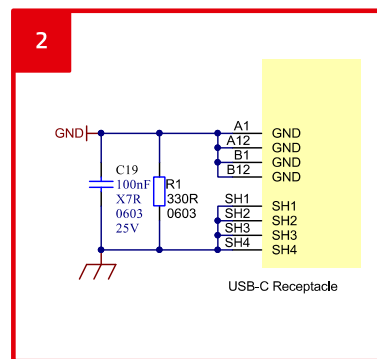 2
GND
A1 GND
A12 GND
B1 GND
B12 GND
C19
100nF
X7R
0603
25V
R1
330R
0603
SH1 SH1
SH2 SH2
SH3 SH3
SH4 SH4
USB-C Receptacle